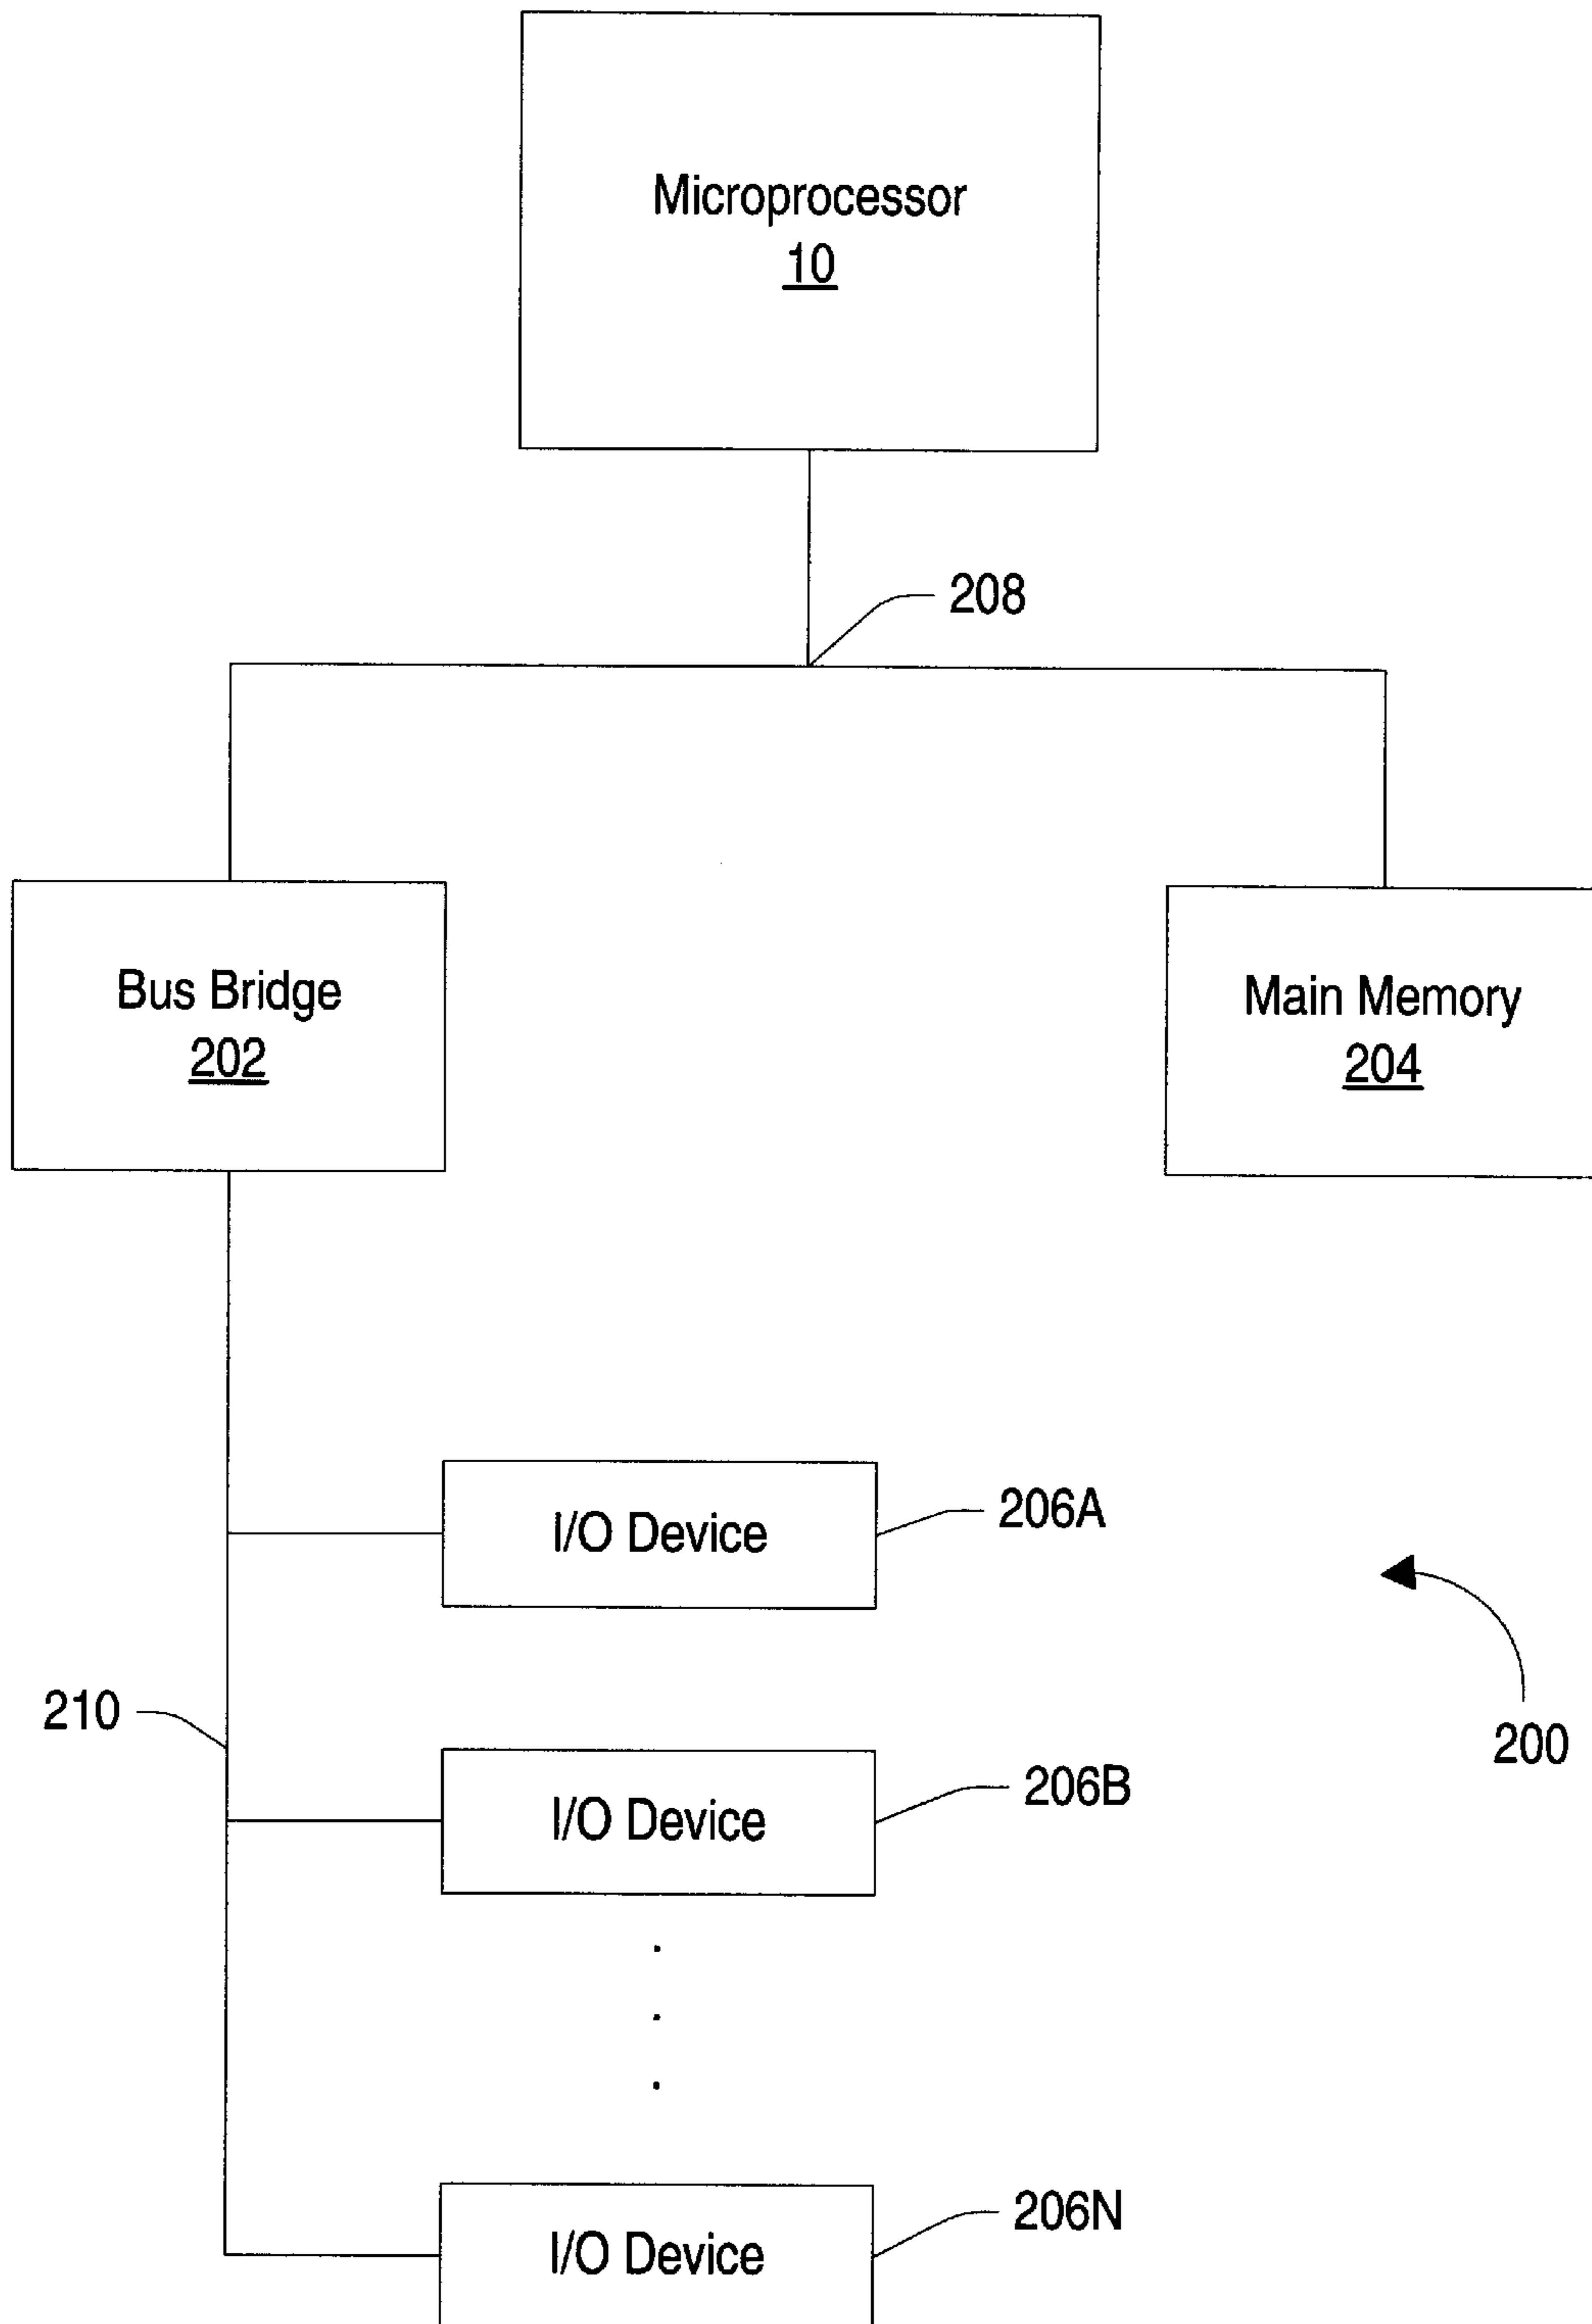 Microprocessor
10
208
Bus Bridge
202
Main Memory
204
I/O Device
206A
210
200
I/O Device
206B
I/O Device
206N